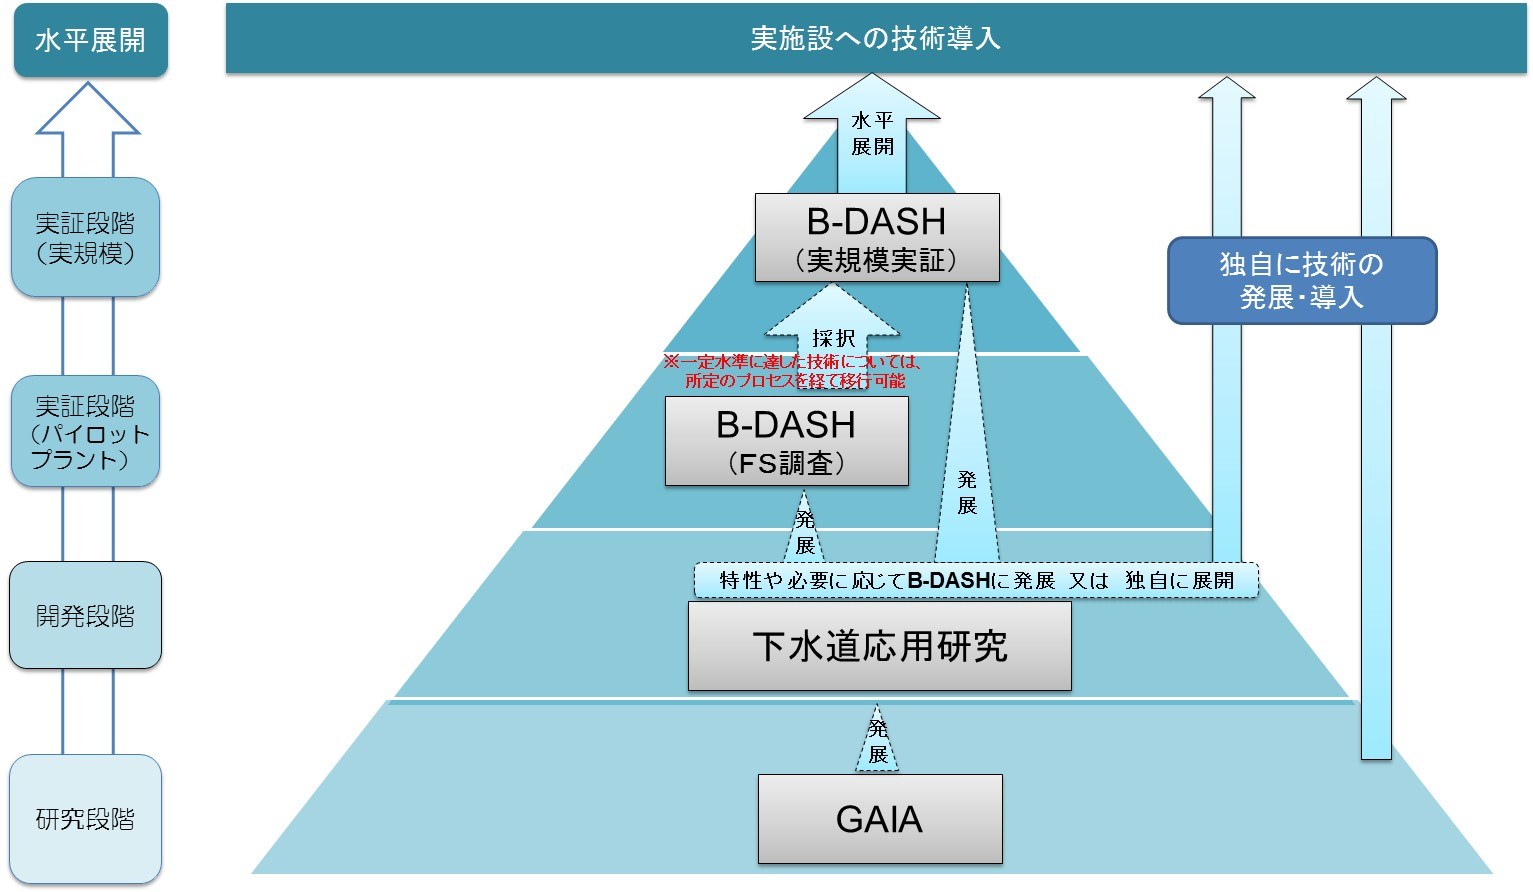 水平展開
実施設への技術導入
水平
展開
実証段階
（実規模）
B-DASH
（実規模実証）
独自に技術の
発展・導入
採択
※一定水準に達した技術については、
所定のプロセスを経て移行可能
実証段階
（パイロット
プラント）
B-DASH
（FS調査）
発
展
発
展
特性や必要に応じてB-DASHに発展 又は 独自に展開
開発段階
下水道応用研究
発
展
研究段階
GAIA